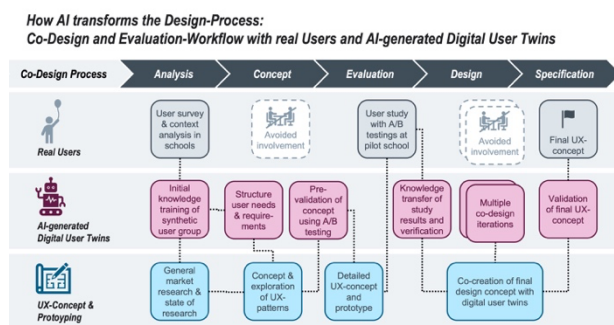 How AI transforms the Design-Process:
Co-Design and Evaluation-Workflow with real Users and AI-generated Digital User Twins
Co-Design Process
Analysis
Concept
Evaluation
Design
Specification
Real Users
User survey
& context
analysis in
schools
Avoided
involvement
User study
with A/B
testings at
pilot school
Avoided
involvement
Final UX-
concept
AI-generated
Digital User Twins
Initial
knowledge
training of
synthetic
user group
Structure
user needs
& require-
ments
Pre-
validation of
concept
using A/B
testing
Knowledge
transfer of
study
results and
verification
Multiple
co-design
iterations
Validation
of final
UX-concept
UX-Concept &
Protoyping
General
market
research &
state of
research
Concept &
exploration
of UX-
patterns
Detailed
UX-concept
and
prototype
Co-creation of final
design concept with
digital user twins